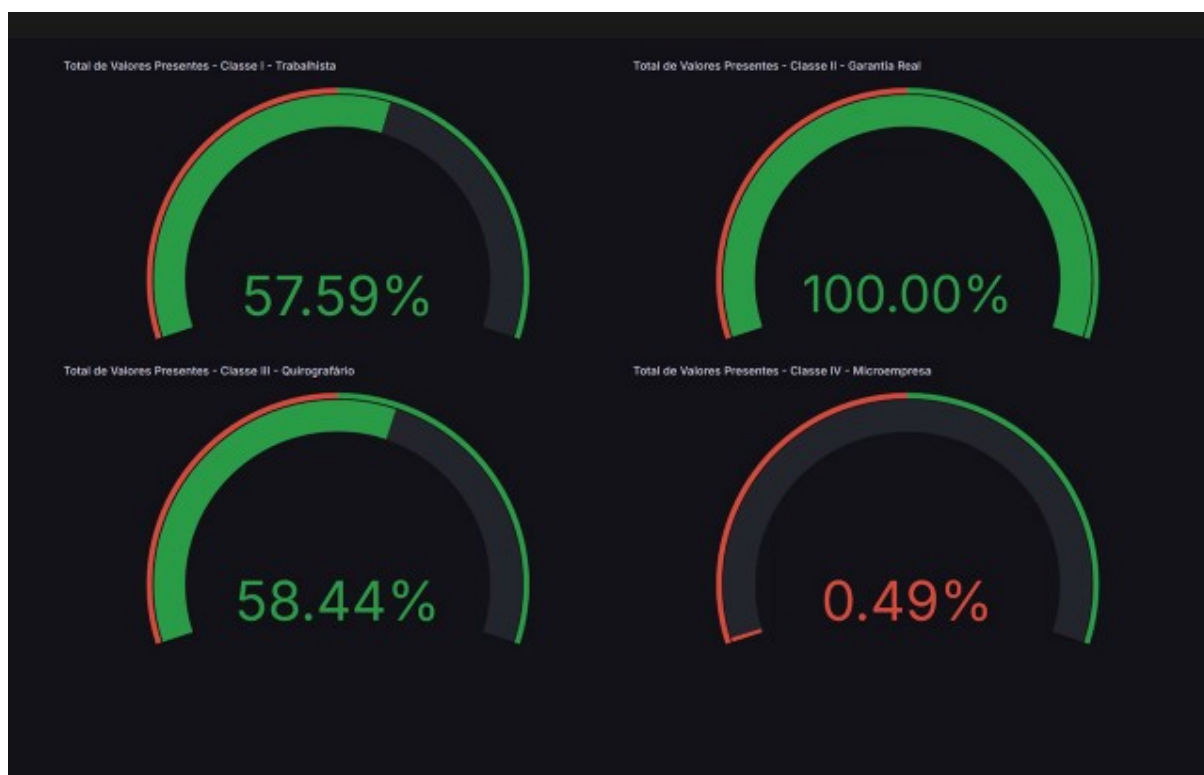 Total de Valores Presentes - Classe I - Trabalhista
Total de Valores Presentes - Classe II - Garantia Real
57.59%
100.00%
Total de Valores Presentes - Classe III - Quirografário
Total de Valores Presentes - Classe IV - Microempresa
58.44%
0.49%